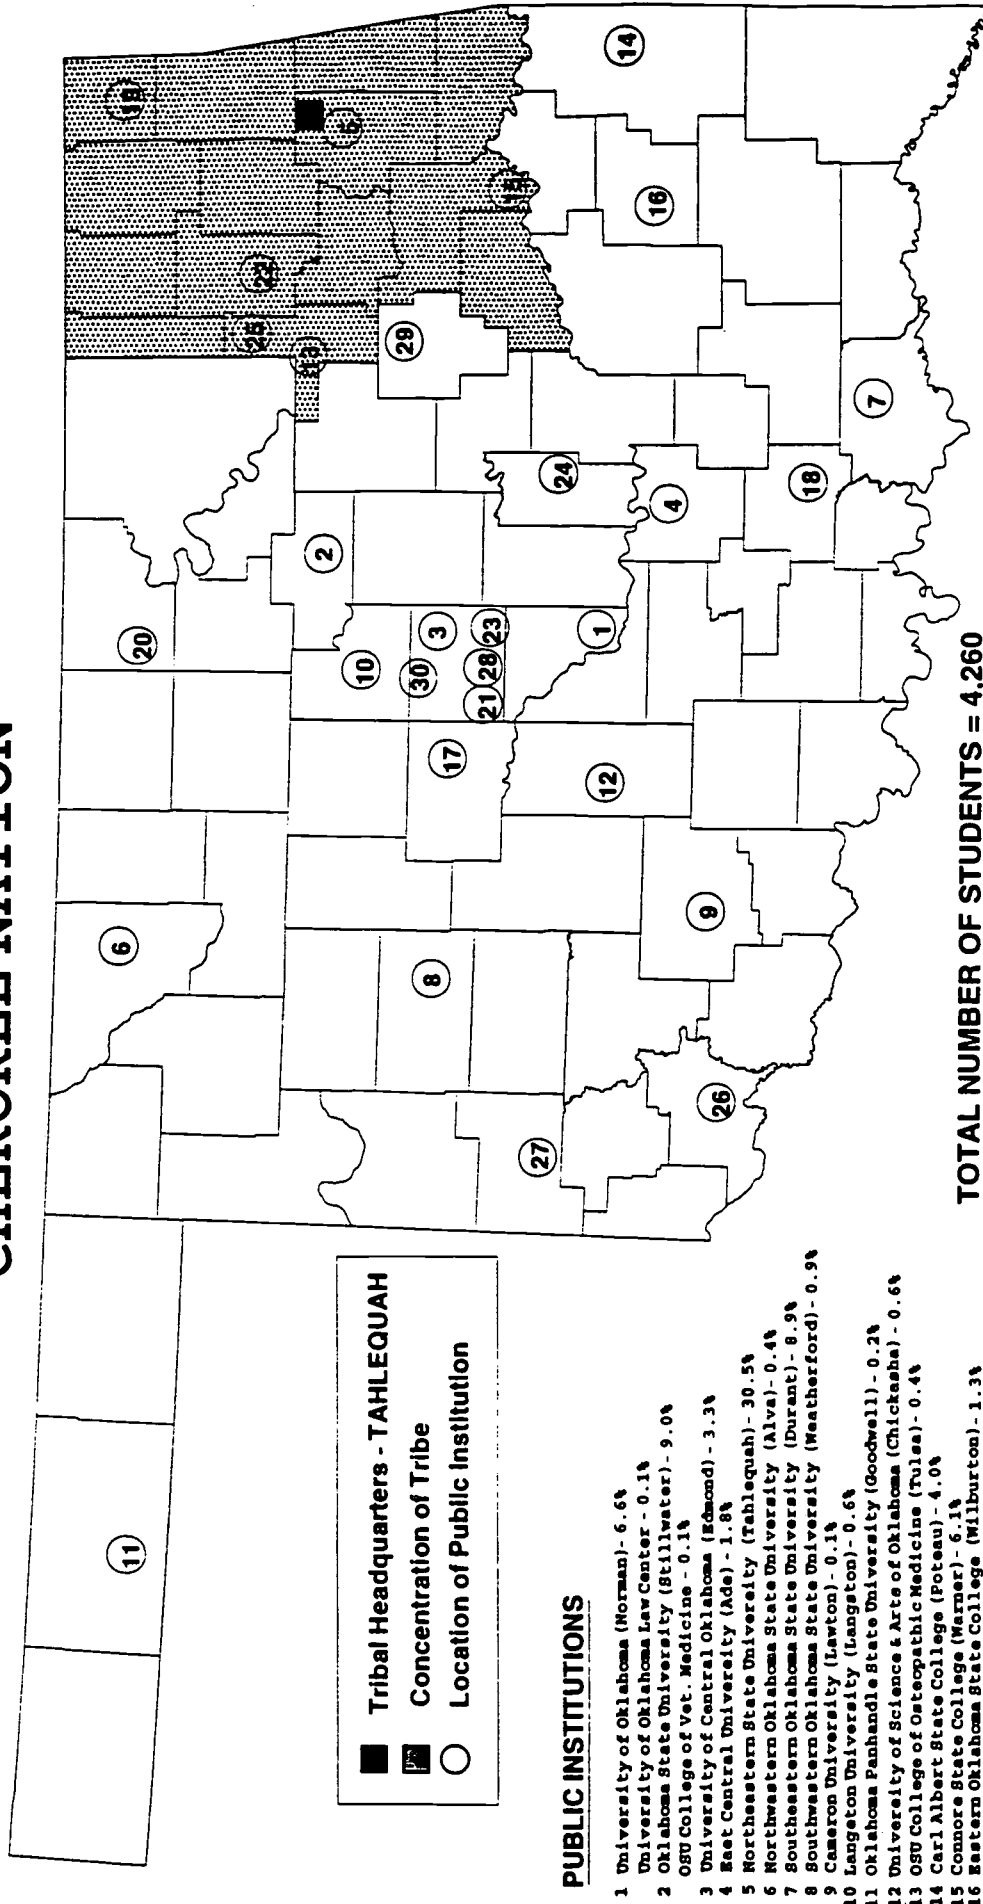 CHEROKEE NATION
11
6
20
19
25
22
13
2
5
10
30
8
3
17
29
21
28
23
15
27
24
12
1
14
16
4
9
26
18
7
Tribal Headquarters - TAHLEQUAH
Concentration of Tribe
Location of Public Institution
PUBLIC INSTITUTIONS
1 University of Oklahoma (Norman)- 6.6%
University of Oklahoma Law Center - 0.1%
2 Oklahoma State University (Stillwater)- 9.0%
OSU College of Vet. Medicine - 0.1%
3 University of Central Oklahoma (Edmond)- 3.3%
4 East Central University (Ada)- 1.8%
5 Northeastern State University (Tahlequah)- 30.5%
6 Northwestern Oklahoma State University (Alva)- 0.4%
7 Southeastern Oklahoma State University (Durant)- 8.9%
8 Southwestern Oklahoma State University (Weatherford)- 0.9%
9 Cameron University (Lawton)- 0.1%
10 Langston University (Langston)- 0.6%
11 Oklahoma Panhandle State University (Goodwell)- 0.2%
12 University of Science & Arts of Oklahoma (Chickasha)- 0.6%
13 OSU College of Osteopathic Medicine (Tulsa)- 0.4%
14 Carl Albert State College (Poteau)- 4.0%
15 Connors State College (Warner)- 6.1%
16 Eastern Oklahoma State College (Wilburton)- 1.3%
TOTAL NUMBER OF STUDENTS = 4,260